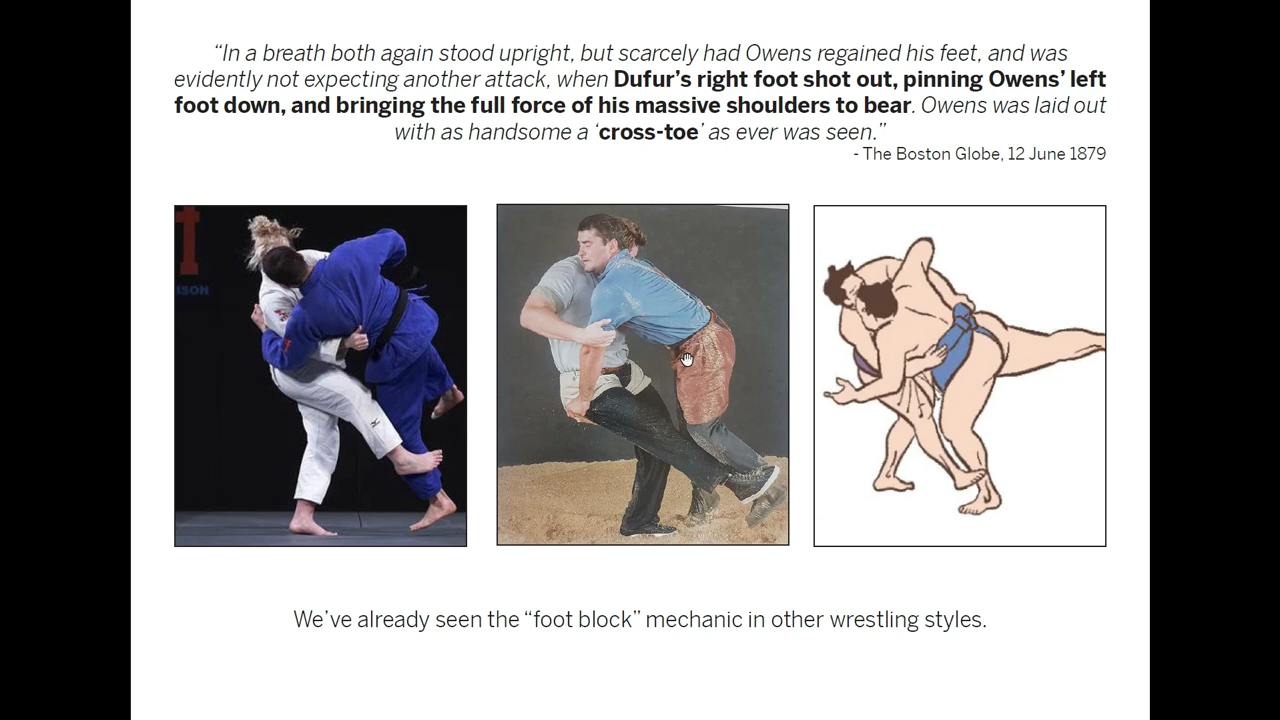 “In a breath both again stood upright, but scarcely had Owens regained his feet, and was
evidently not expecting another attack, when Dufur’s right foot shot out, pinning Owens’ left
foot down, and bringing the full force of his massive shoulders to bear. Owens was laid out
with as handsome a ‘cross-toe’ as ever was seen.”
- The Boston Globe, 12 June 1879
ISON
We’ve already seen the “foot block” mechanic in other wrestling styles.